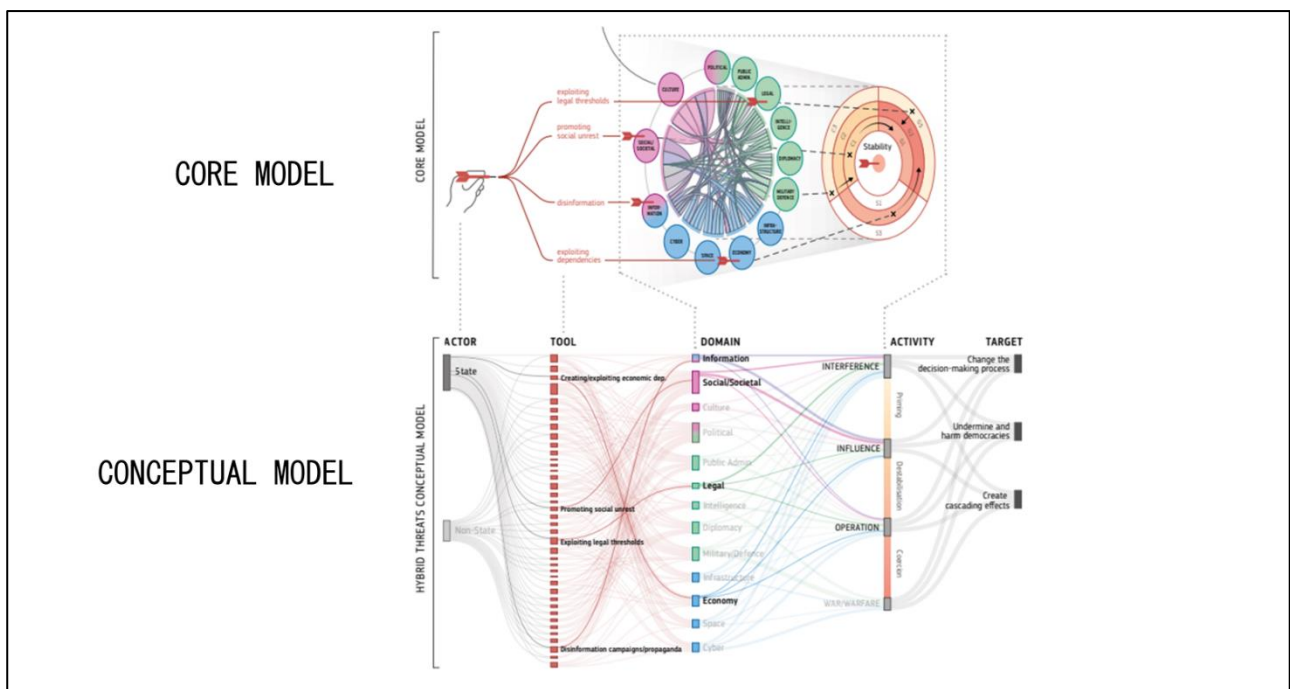 CORE MODEL
CORE MODEL
exploiting
legal thresholds
promoting
social unrest
disinformation
exploiting
dependencies
POLITICAL
PUBLIC
ADMIN.
LEGAL
INTELLI-
GENCE
DIPLOMACY
MILITARY
DEFENCE
INFRA-
STRUCTURE
ECONOMY
SPACE
CYBER
INFOR-
MATION
SOCIAL/
SOCIETAL
CULTURE
Stability
CONCEPTUAL MODEL
HYBRID THREATS CONCEPTUAL MODEL
ACTOR
State
Non-State
TOOL
Creating/exploiting economic dep.
Promoting social unrest
Exploiting legal thresholds
Disinformation campaigns/propaganda
DOMAIN
Information
Social/Societal
Culture
Political
Public Admin
Legal
Intelligence
Diplomacy
Military/Defence
Infrastructure
Economy
Space
Cyber
ACTIVITY
INTERFERENCE
Priming
INFLUENCE
Destabilisation
OPERATION
Coercion
WAR/WARFARE
TARGET
Change the
decision-making process
Undermine and
harm democracies
Create
cascading effects